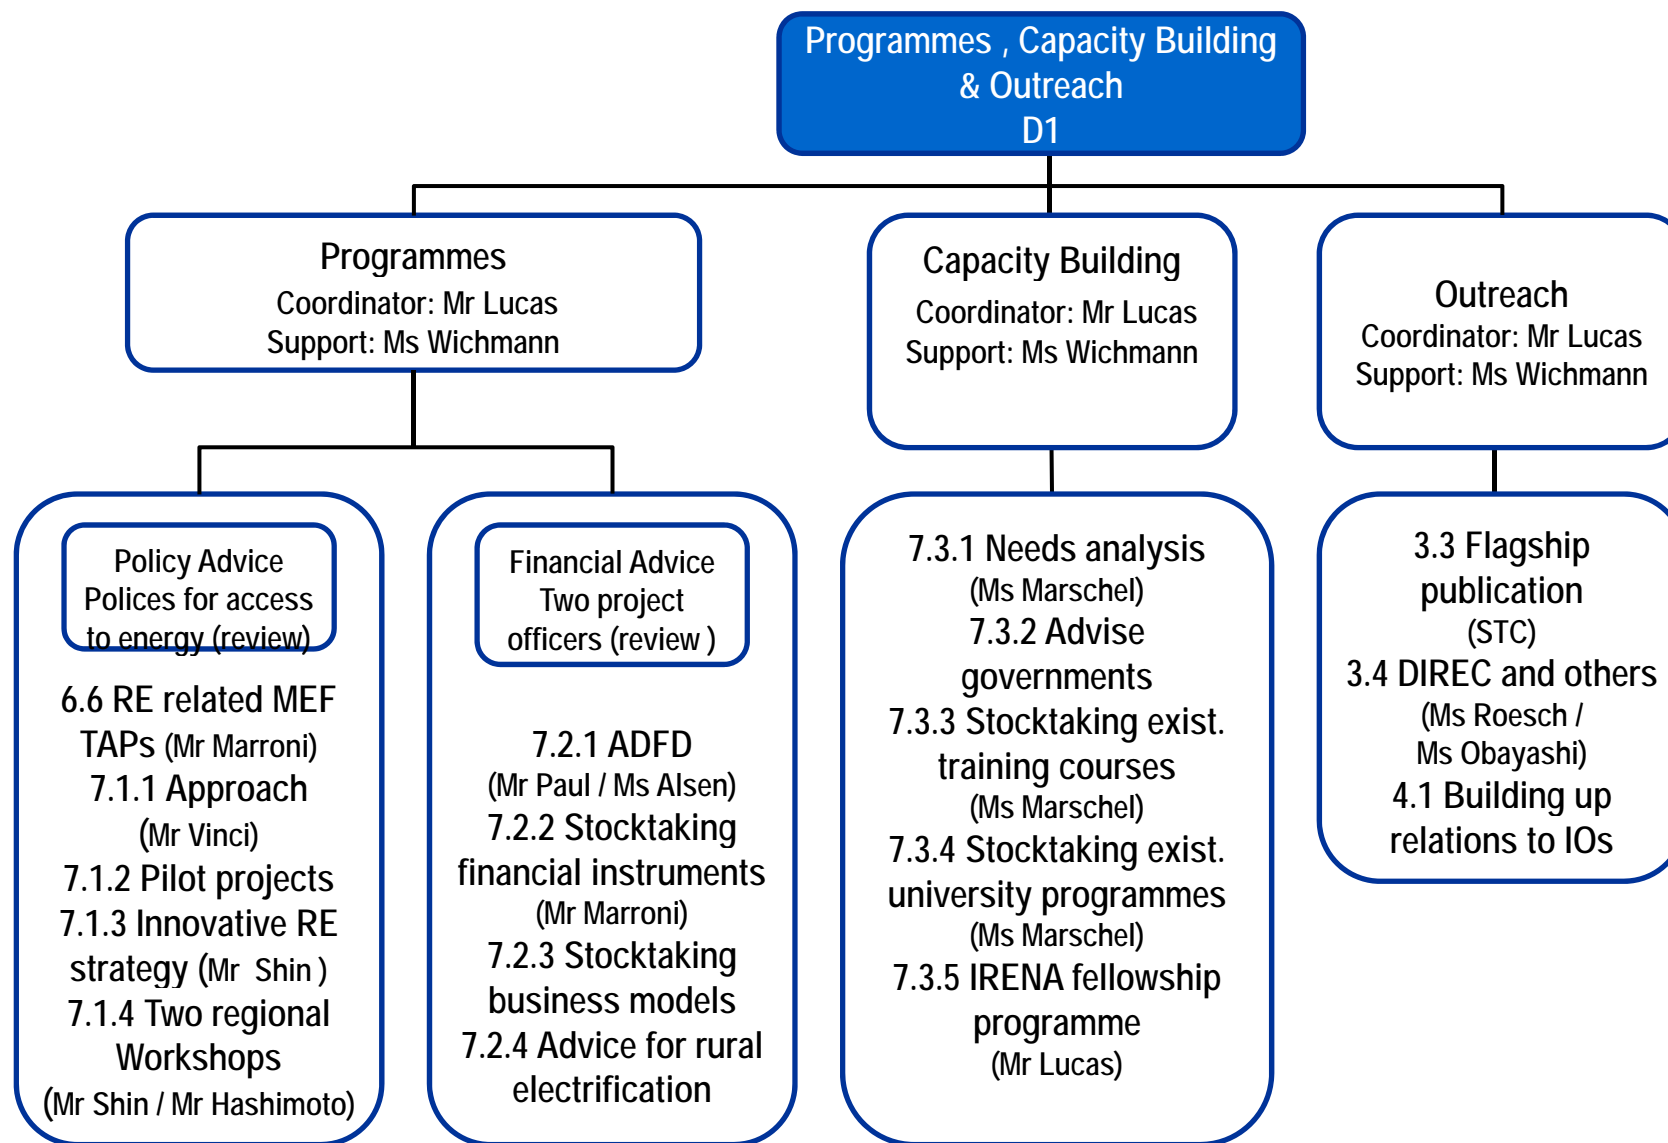 Programmes , Capacity Building
& Outreach
D1
Programmes
Coordinator: Mr Lucas
Support: Ms Wichmann
Capacity Building
Coordinator: Mr Lucas
Support: Ms Wichmann
Outreach
Coordinator: Mr Lucas
Support: Ms Wichmann
Policy Advice
Polices for access
to energy (review)
6.6 RE related MEF
TAPs (Mr Marroni)
7.1.1 Approach
(Mr Vinci)
7.1.2 Pilot projects
7.1.3 Innovative RE
strategy (Mr Shin )
7.1.4 Two regional
Workshops
(Mr Shin / Mr Hashimoto)
Financial Advice
Two project
officers (review )
7.2.1 ADFD
(Mr Paul / Ms Alsen)
7.2.2 Stocktaking
financial instruments
(Mr Marroni)
7.2.3 Stocktaking
business models
7.2.4 Advice for rural
electrification
7.3.1 Needs analysis
(Ms Marschel)
7.3.2 Advise
governments
7.3.3 Stocktaking exist.
training courses
(Ms Marschel)
7.3.4 Stocktaking exist.
university programmes
(Ms Marschel)
7.3.5 IRENA fellowship
programme
(Mr Lucas)
3.3 Flagship
publication
(STC)
3.4 DIREC and others
(Ms Roesch /
Ms Obayashi)
4.1 Building up
relations to IOs